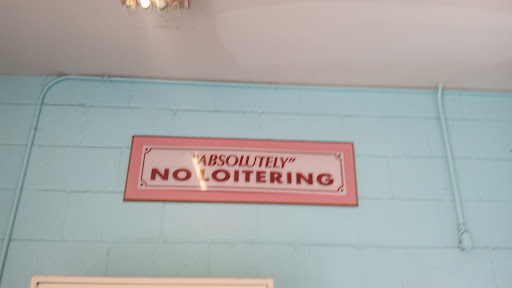 "ABSOLUTELY"
NO LOITERING